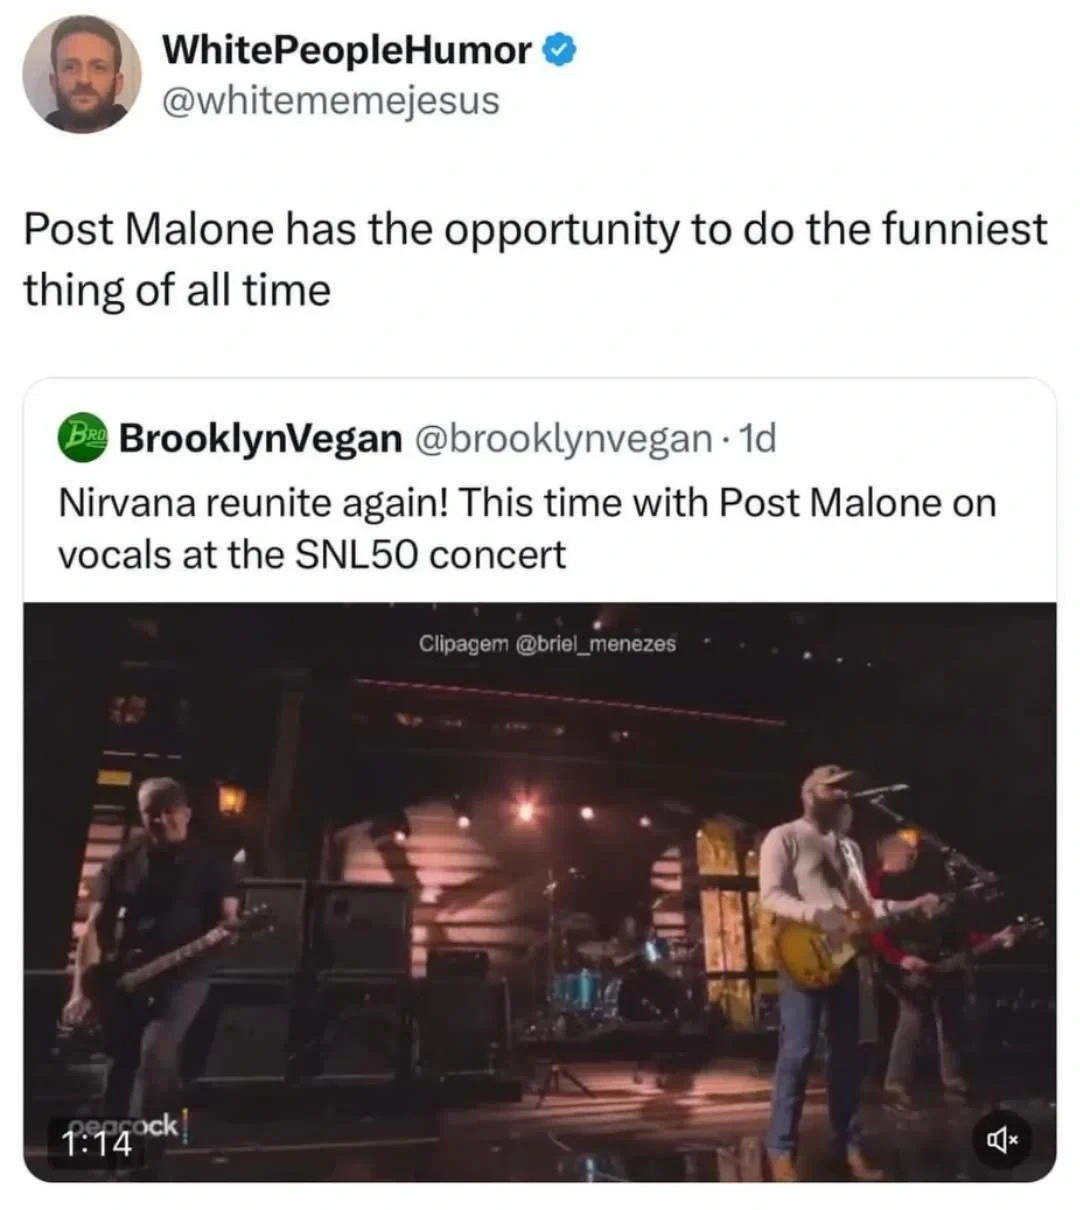 WhitePeopleHumor
@whitememejesus
Post Malone has the opportunity to do the funniest
thing of all time
BRO
BrooklynVegan @brooklynvegan · 1d
Nirvana reunite again! This time with Post Malone on
vocals at the SNL50 concert
Clipagem @briel_menezes
peacock
1:14